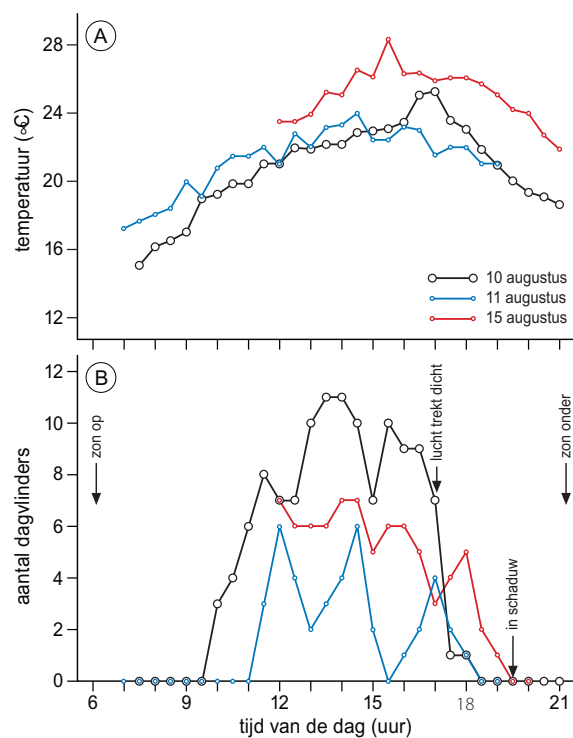 A
28
24
20
16
12
temperatuur (°C)
10 augustus
11 augustus
15 augustus
B
12
10
8
6
4
2
0
aantal dagvlinders
zon op
lucht trekt dicht
in schaduw
zon onder
6 9 12 15 18 21
tijd van de dag (uur)